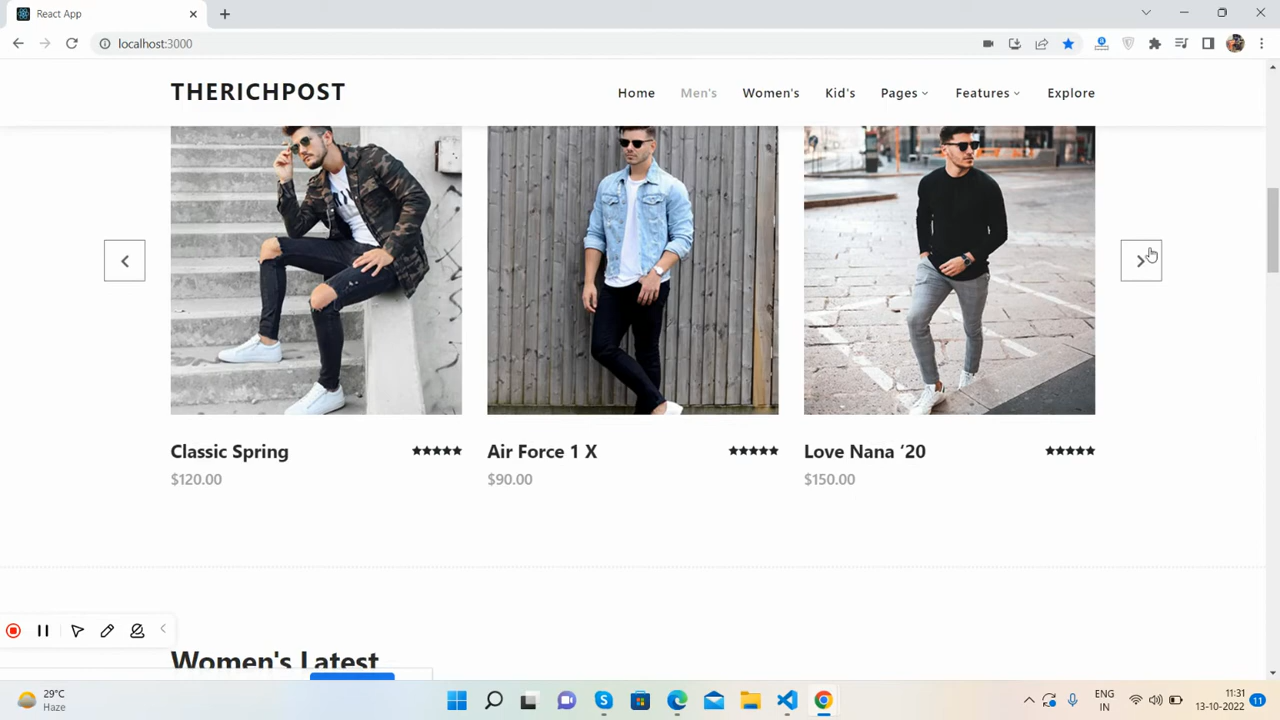 React App
localhost:3000
THERICHPOST
Home Men's Women's Kid's Pages Features Explore
Classic Spring
$120.00
Air Force 1 X
$90.00
Love Nana ‘20
$150.00
Women's Latest
29°C
Haze
ENG
IN
11:31
13-10-2022
11